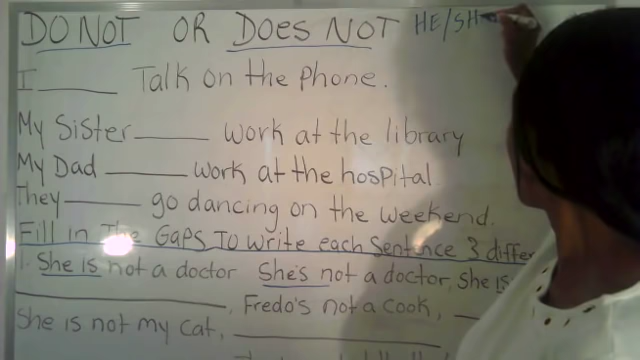 DO NOT OR DOES NOT HE/SH
I ______ Talk on the Phone.
My Sister ______ work at the library
My Dad ______ work at the hospital.
They ______ go dancing on the weekend.
Fill in The Gaps To Write each Sentence 3 differ
1. She is not a doctor She's not a doctor, She is
______, Fredo's not a cook, ___
She is not my cat, ______